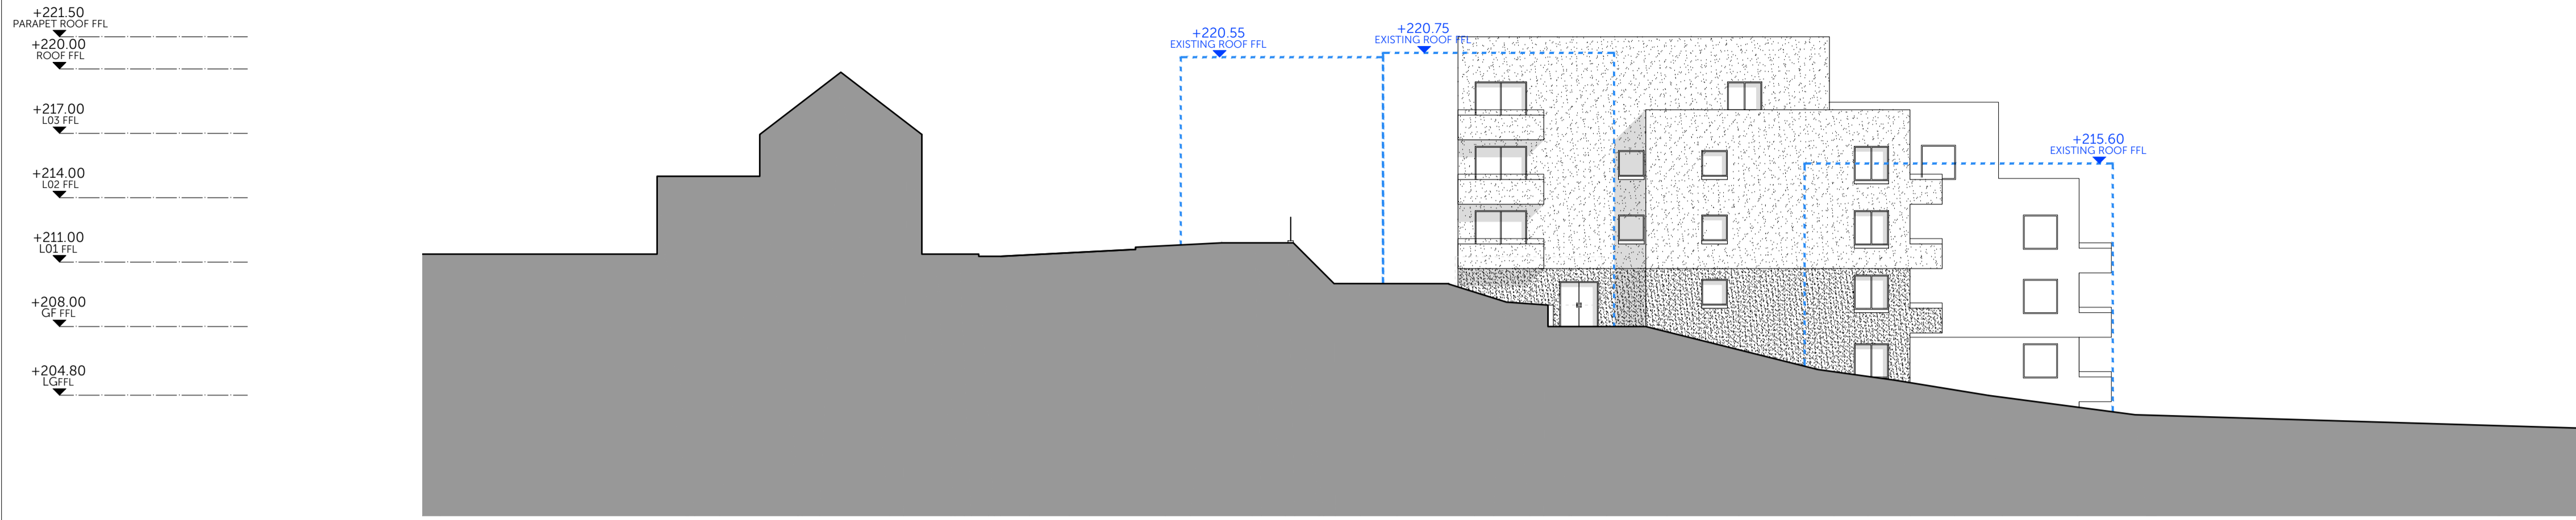 +221.50
PARAPET ROOF FFL
+220.00
ROOF FFL
+217.00
L03 FFL
+214.00
L02 FFL
+211.00
L01 FFL
+208.00
GF FFL
+204.80
LGFFL
+220.55
EXISTING ROOF FFL
+220.75
EXISTING ROOF FFL
+215.60
EXISTING ROOF FFL